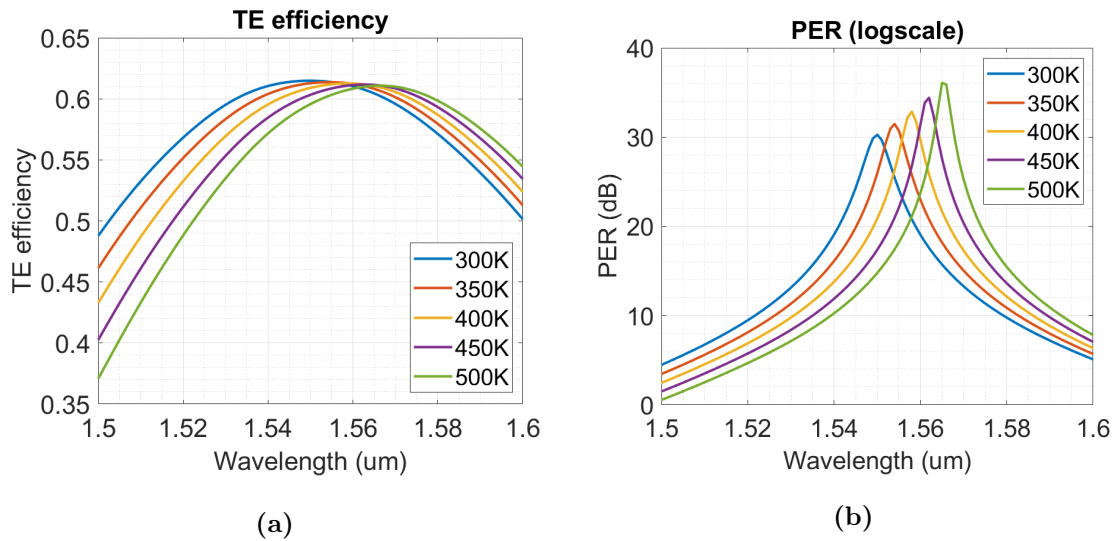 TE efficiency
0.65
0.6
0.55
0.5
0.45
0.4
0.35
TE efficiency
1.5
1.52
1.54
1.56
1.58
1.6
Wavelength (um)
300K
350K
400K
450K
500K
(a)
PER (logscale)
40
30
20
10
0
PER (dB)
1.5
1.52
1.54
1.56
1.58
1.6
Wavelength (um)
300K
350K
400K
450K
500K
(b)